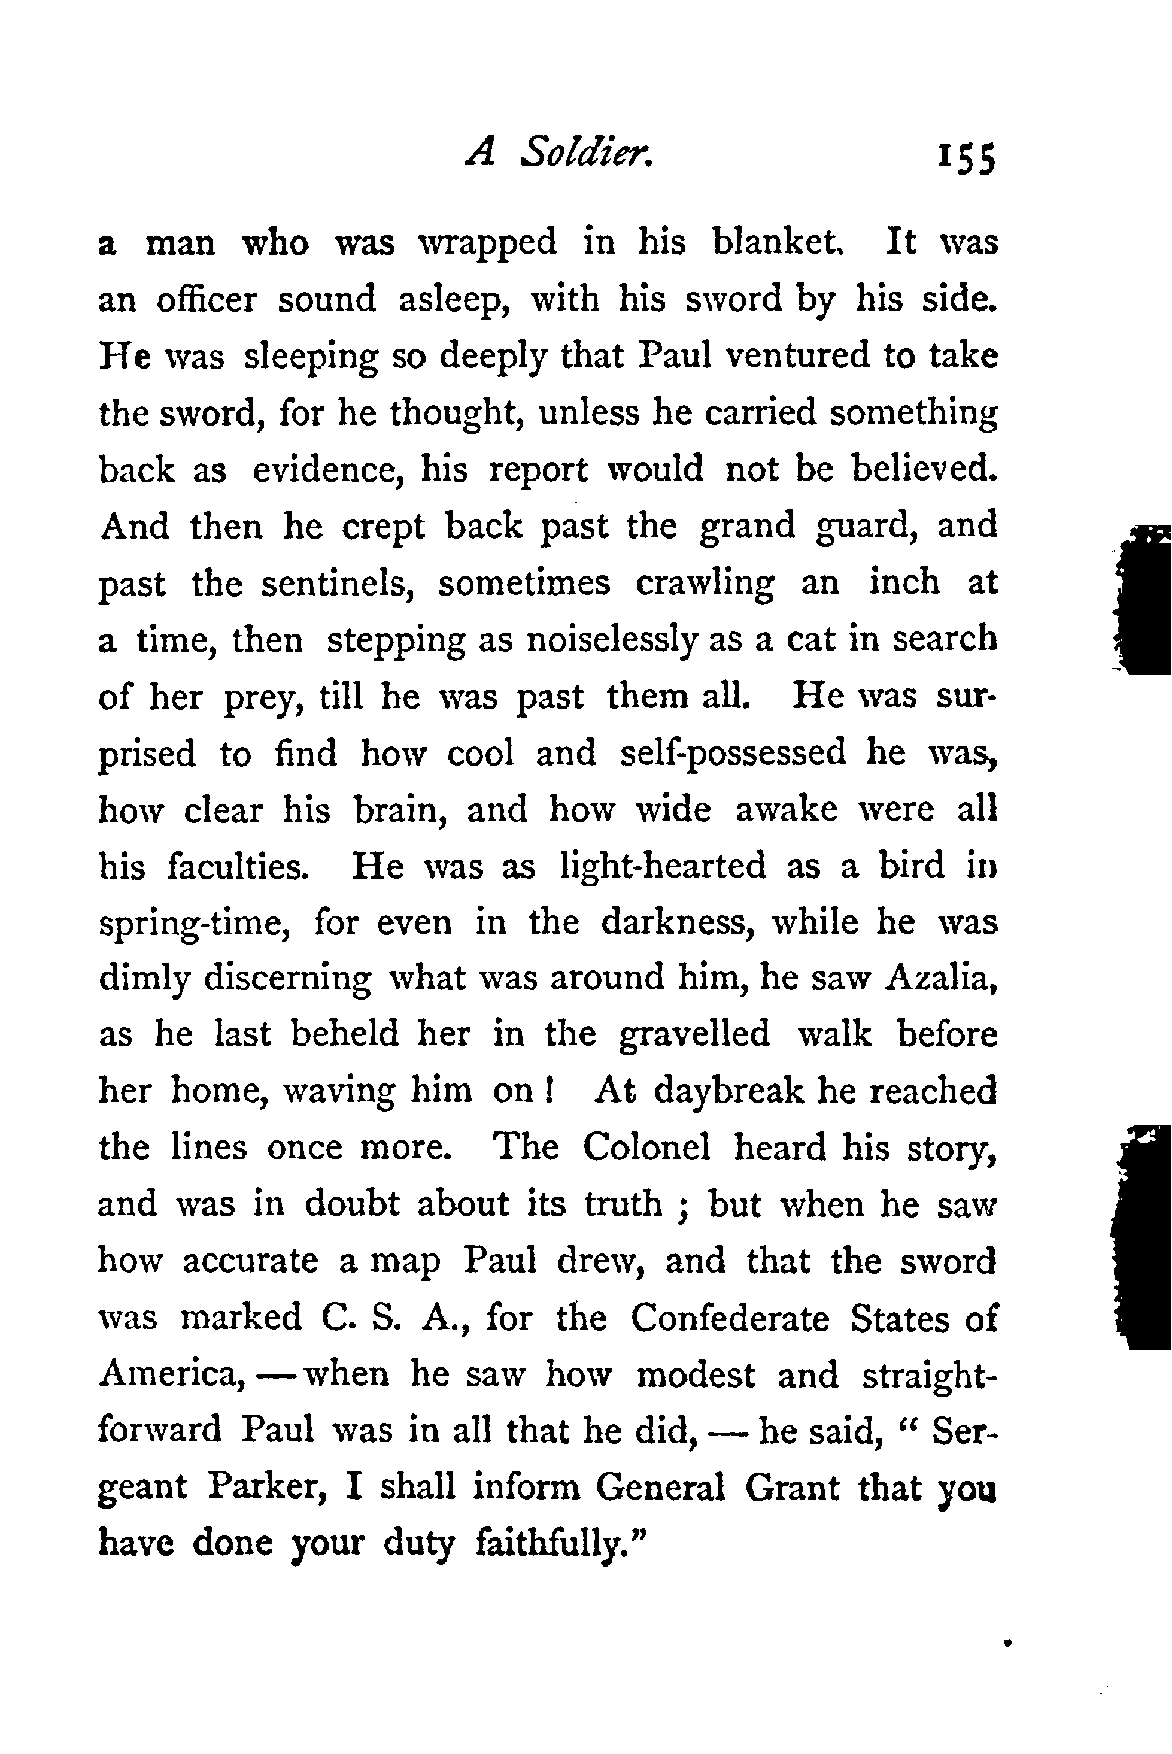 A Soldier. 155
a man who was wrapped in his blanket. It was
an officer sound asleep, with his sword by his side.
He was sleeping so deeply that Paul ventured to take
the sword, for he thought, unless he carried something
back as evidence, his report would not be believed.
And then he crept back past the grand guard, and
past the sentinels, sometimes crawling an inch at
a time, then stepping as noiselessly as a cat in search
of her prey, till he was past them all. He was sur-
prised to find how cool and self-possessed he was,
how clear his brain, and how wide awake were all
his faculties. He was as light-hearted as a bird in
spring-time, for even in the darkness, while he was
dimly discerning what was around him, he saw Azalia,
as he last beheld her in the gravelled walk before
her home, waving him on! At daybreak he reached
the lines once more. The Colonel heard his story,
and was in doubt about its truth; but when he saw
how accurate a map Paul drew, and that the sword
was marked C. S. A., for the Confederate States of
America, — when he saw how modest and straight-
forward Paul was in all that he did, — he said, “Ser-
geant Parker, I shall inform General Grant that you
have done your duty faithfully.”